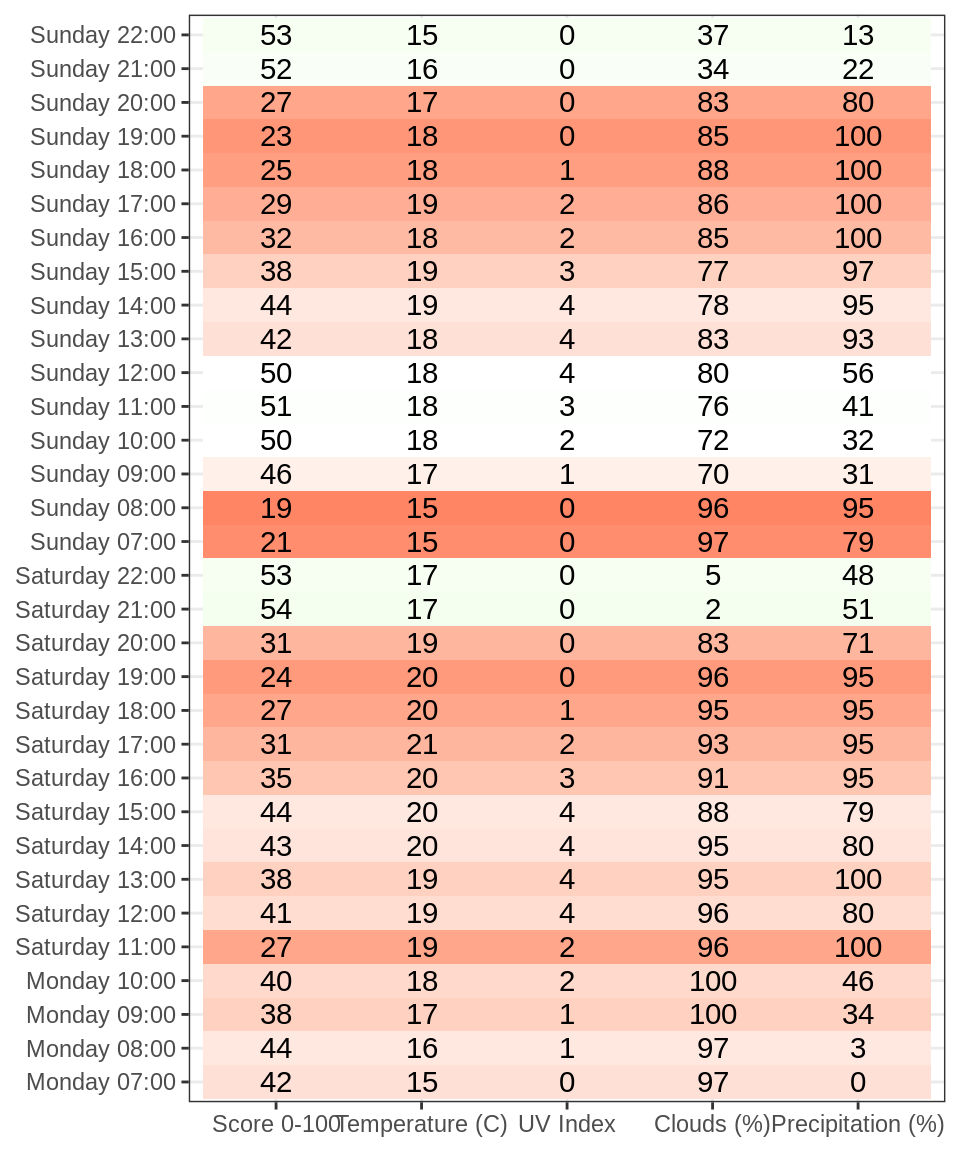 Sunday 22:00 53 15 0 37 13
Sunday 21:00 52 16 0 34 22
Sunday 20:00 27 17 0 83 80
Sunday 19:00 23 18 0 85 100
Sunday 18:00 25 18 1 88 100
Sunday 17:00 29 19 2 86 100
Sunday 16:00 32 18 2 85 100
Sunday 15:00 38 19 3 77 97
Sunday 14:00 44 19 4 78 95
Sunday 13:00 42 18 4 83 93
Sunday 12:00 50 18 4 80 56
Sunday 11:00 51 18 3 76 41
Sunday 10:00 50 18 2 72 32
Sunday 09:00 46 17 1 70 31
Sunday 08:00 19 15 0 96 95
Sunday 07:00 21 15 0 97 79
Saturday 22:00 53 17 0 5 48
Saturday 21:00 54 17 0 2 51
Saturday 20:00 31 19 0 83 71
Saturday 19:00 24 20 0 96 95
Saturday 18:00 27 20 1 95 95
Saturday 17:00 31 21 2 93 95
Saturday 16:00 35 20 3 91 95
Saturday 15:00 44 20 4 88 79
Saturday 14:00 43 20 4 95 80
Saturday 13:00 38 19 4 95 100
Saturday 12:00 41 19 4 96 80
Saturday 11:00 27 19 2 96 100
Monday 10:00 40 18 2 100 46
Monday 09:00 38 17 1 100 34
Monday 08:00 44 16 1 97 3
Monday 07:00 42 15 0 97 0
Score 0-100 Temperature (C) UV Index Clouds (%) Precipitation (%)